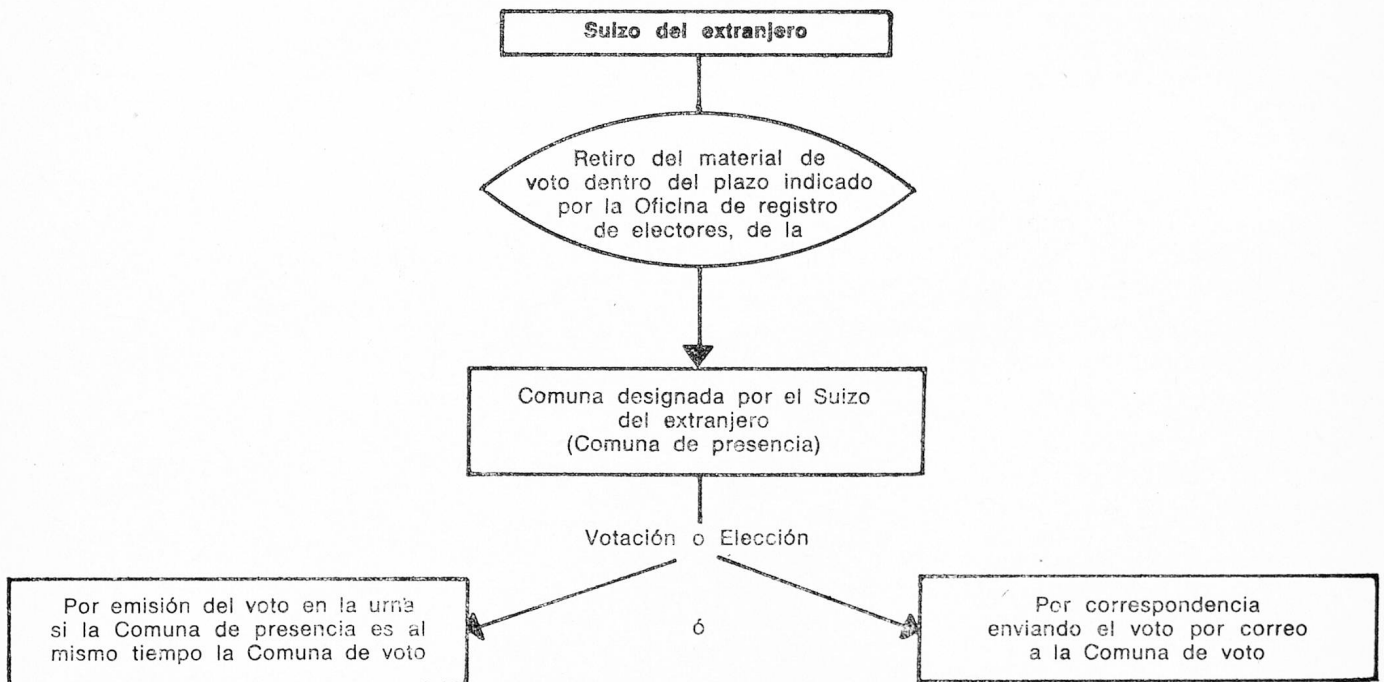 Suizo del extranjero
Retiro del material de
voto dentro del plazo indicado
por la Oficina de registro
de electores, de la
Comuna designada por el Suizo
del extranjero
(Comuna de presencia)
Votación o Elección
Por emisión del voto en la urna
si la Comuna de presencia es al
mismo tiempo la Comuna de voto
ó
Por correspondencia
enviando el voto por correo
a la Comuna de voto